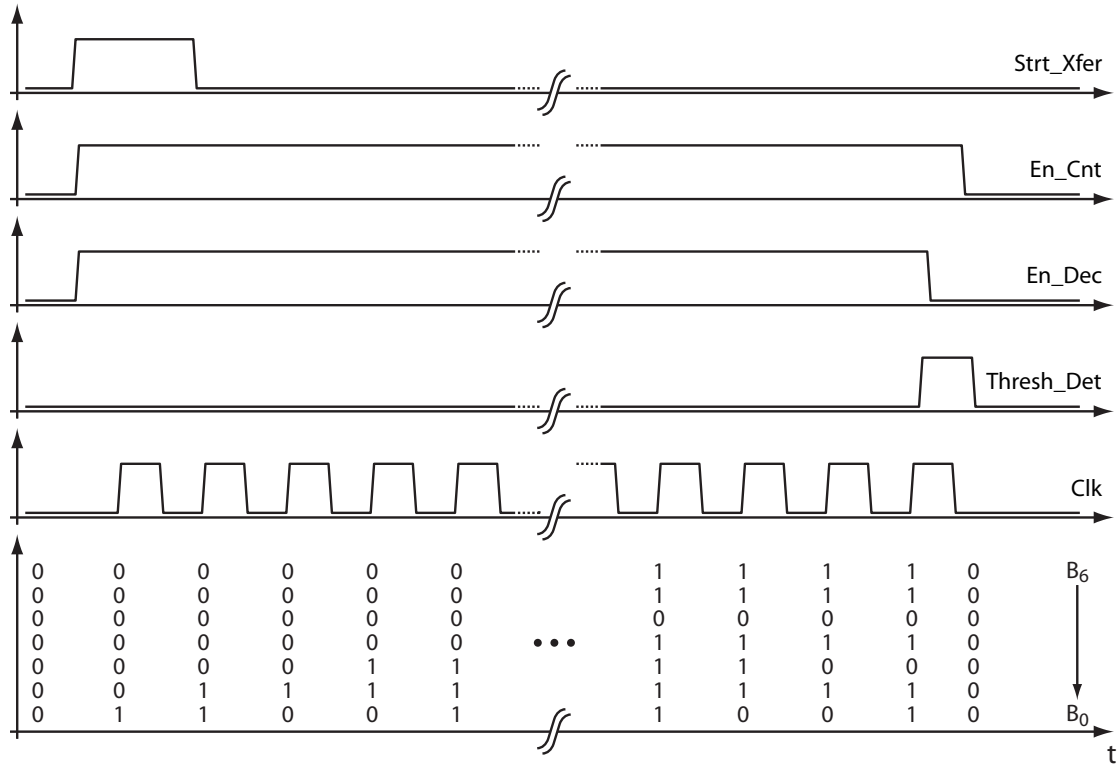 Strt_Xfer
En_Cnt
En_Dec
Thresh_Det
Clk
0 0 0 0 0 0 1 1 1 1 0 B6
0 0 0 0 0 0 1 1 1 1 0
0 0 0 0 0 0 0 0 0 0 0
0 0 0 0 0 0 ••• 1 1 1 1 0
0 0 0 0 1 1 1 1 0 0 0
0 0 1 1 1 1 1 1 1 1 0
0 1 1 0 0 1 1 0 0 1 0 B0
t